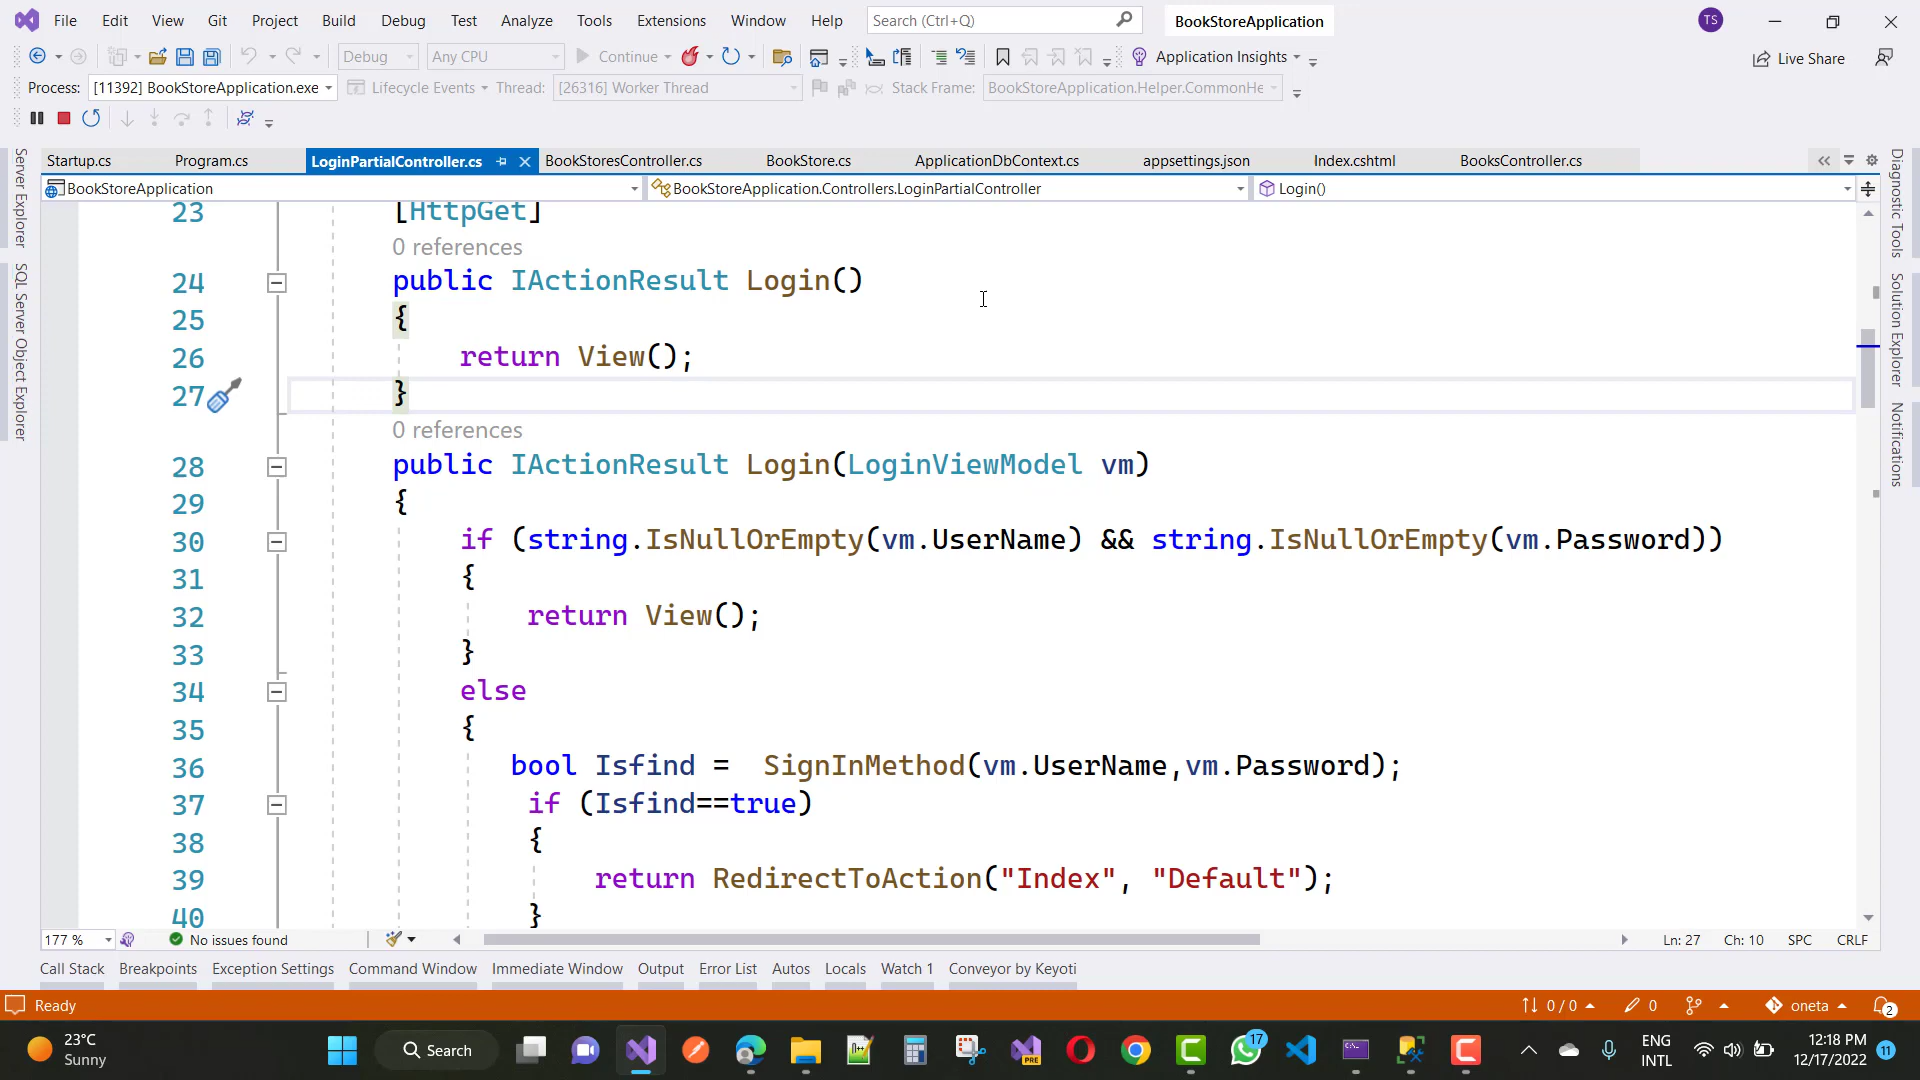 File Edit View Git Project Build Debug Test Analyze Tools Extensions Window Help Search (Ctrl+Q) BookStoreApplication TS
Debug Any CPU Continue Application Insights Live Share
Process: [11392] BookStoreApplication.exe Lifecycle Events Thread: [26316] Worker Thread Stack Frame: BookStoreApplication.Helper.CommonHe
Startup.cs Program.cs LoginPartialController.cs BookStoresController.cs BookStore.cs ApplicationDbContext.cs appsettings.json Index.cshtml BooksController.cs
BookStoreApplication BookStoreApplication.Controllers.LoginPartialController Login()
Server Explorer
SQL Server Object Explorer
Diagnostic Tools
Solution Explorer
Notifications
23 [HttpGet]
0 references
24 public IActionResult Login()
25 {
26 return View();
27 }
0 references
28 public IActionResult Login(LoginViewModel vm)
29 {
30 if (string.IsNullOrEmpty(vm.UserName) && string.IsNullOrEmpty(vm.Password))
31 {
32 return View();
33 }
34 else
35 {
36 bool Isfind = SignInMethod(vm.UserName,vm.Password);
37 if (Isfind==true)
38 {
39 return RedirectToAction("Index", "Default");
40 }
177 % No issues found Ln: 27 Ch: 10 SPC CRLF
Call Stack Breakpoints Exception Settings Command Window Immediate Window Output Error List Autos Locals Watch 1 Conveyor by Keyoti
Ready 0 / 0 0 oneta 2
23°C
Sunny
Search
PRE
17
ENG
INTL
12:18 PM
12/17/2022
11